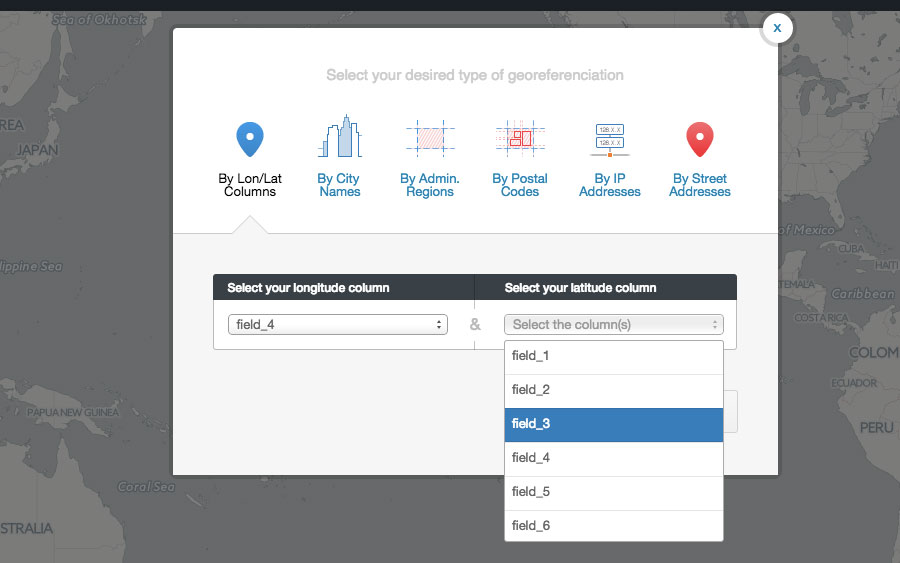 Sea of Okhotsk
x
Select your desired type of georeferenciation
By Lon/Lat
Columns
By City
Names
By Admin.
Regions
By Postal
Codes
128.X.X
128.X.X
By IP
Addresses
By Street
Addresses
REA
JAPAN
of Mexico
CUBA
HAITI
TEMALA
Caribbean
COSTA RICA
ilippine Sea
Select your longitude column
Select your latitude column
field_4
&
Select the column(s)
field_1
field_2
field_3
field_4
field_5
field_6
COLOM
ECUADOR
PERU
PAPUA NEW GUINEA
Coral Sea
STRALIA